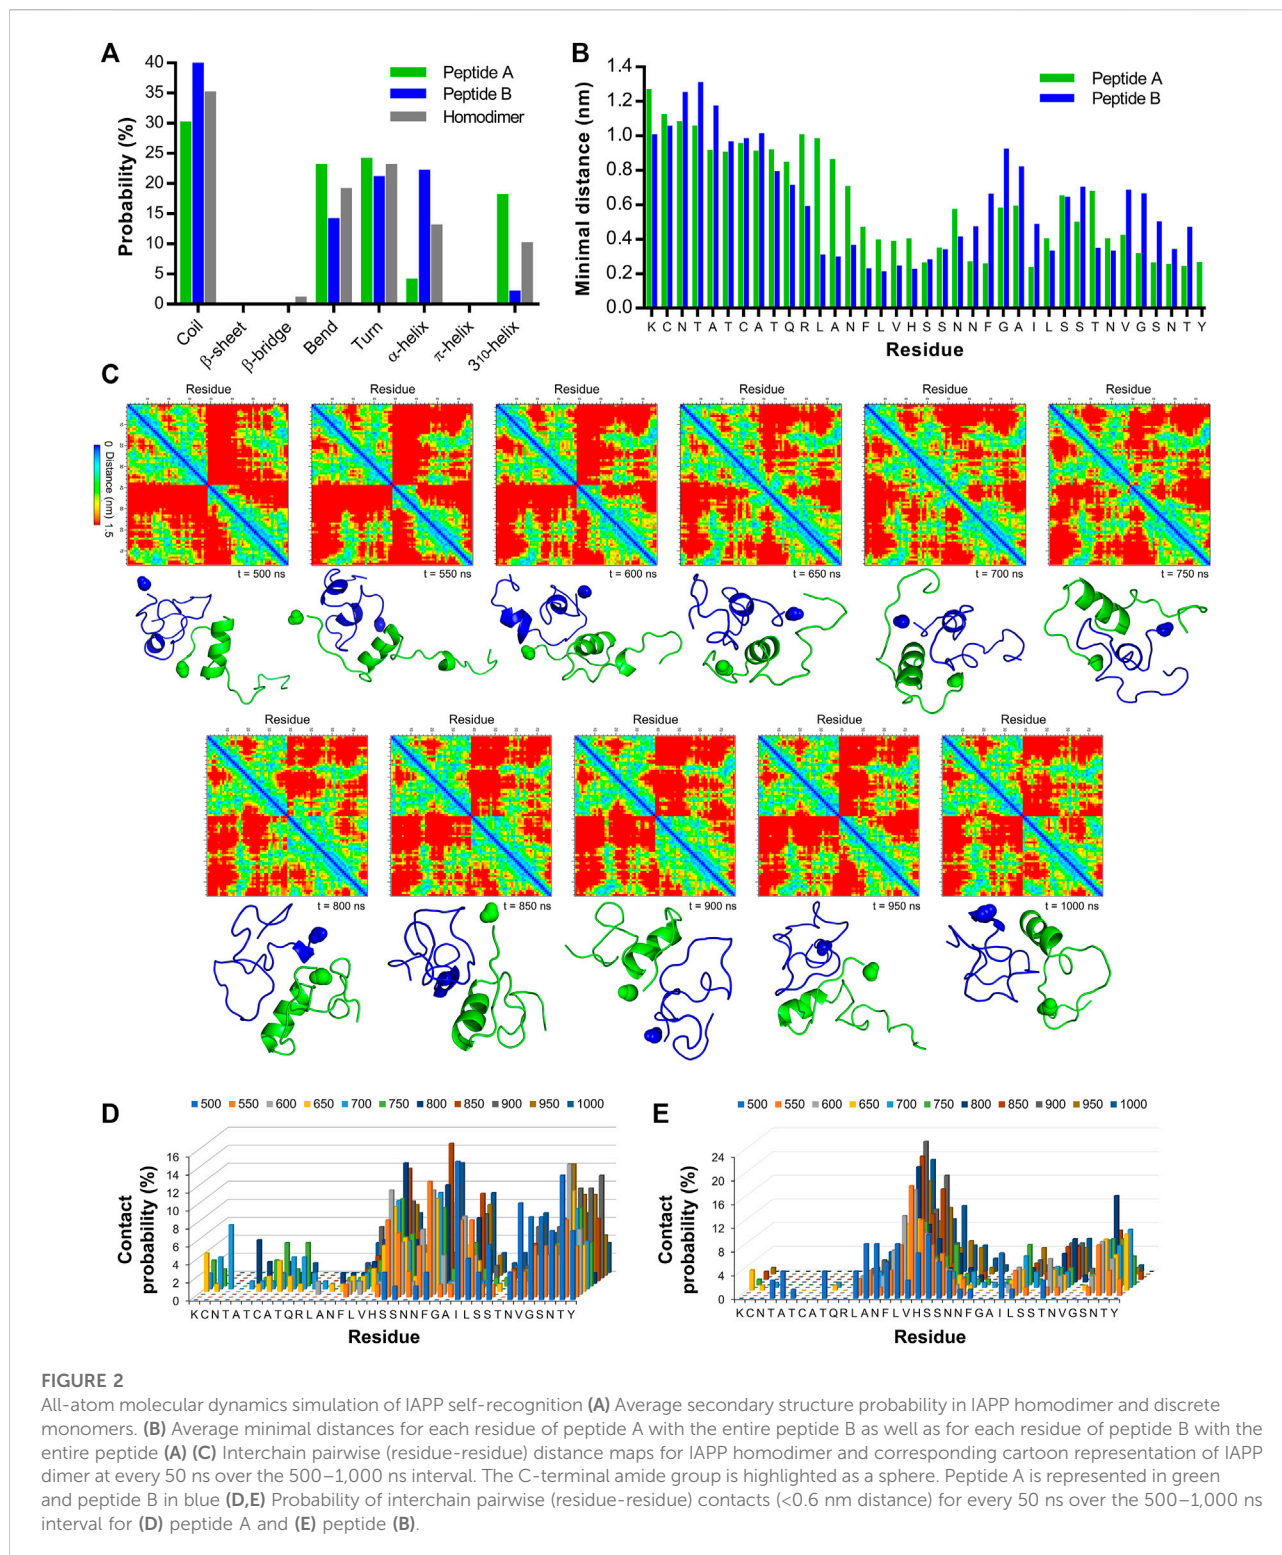 A
Probability (%)
40
35
30
25
20
15
10
5
0
Peptide A
Peptide B
Homodimer
Coil
β-sheet
β-bridge
Bend
Turn
α-helix
π-helix
3₁₀-helix
B
Minimal distance (nm)
1.4
1.2
1.0
0.8
0.6
0.4
0.2
0.0
Peptide A
Peptide B
K C N T A T C A T Q R L A N F L V H S S N N F G A I L S S T N V G S N T Y
Residue
C
Residue Residue Residue Residue Residue Residue
0 Distance (nm) 1.5
t = 500 ns t = 550 ns t = 600 ns t = 650 ns t = 700 ns t = 750 ns
Residue Residue Residue Residue Residue
t = 800 ns t = 850 ns t = 900 ns t = 950 ns t = 1000 ns
D
500 550 600 650 700 750 800 850 900 950 1000
Contact
probability (%)
16
14
12
10
8
6
4
2
0
K C N T A T C A T Q R L A N F L V H S S N N F G A I L S S T N V G S N T Y
Residue
E
500 550 600 650 700 750 800 850 900 950 1000
Contact
probability (%)
24
20
16
12
8
4
0
K C N T A T C A T Q R L A N F L V H S S N N F G A I L S S T N V G S N T Y
Residue
FIGURE 2
All-atom molecular dynamics simulation of IAPP self-recognition (A) Average secondary structure probability in IAPP homodimer and discrete
monomers. (B) Average minimal distances for each residue of peptide A with the entire peptide B as well as for each residue of peptide B with the
entire peptide (A) (C) Interchain pairwise (residue-residue) distance maps for IAPP homodimer and corresponding cartoon representation of IAPP
dimer at every 50 ns over the 500–1,000 ns interval. The C-terminal amide group is highlighted as a sphere. Peptide A is represented in green
and peptide B in blue (D,E) Probability of interchain pairwise (residue-residue) contacts (<0.6 nm distance) for every 50 ns over the 500–1,000 ns
interval for (D) peptide A and (E) peptide (B).